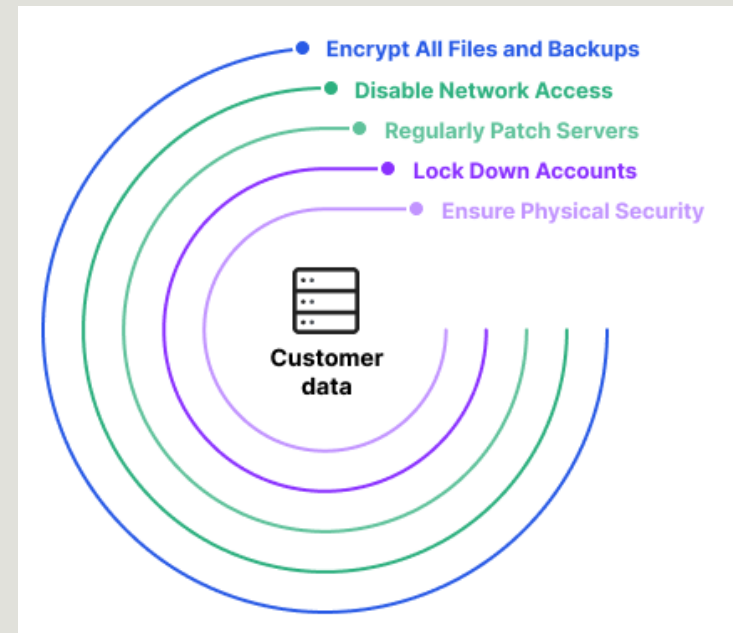 Encrypt All Files and Backups
Disable Network Access
Regularly Patch Servers
Lock Down Accounts
Ensure Physical Security
Customer
data